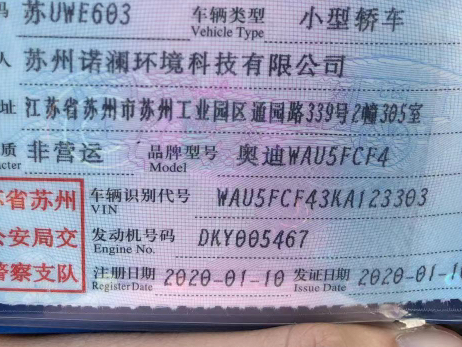 码 苏UWE603 车辆类型 小型轿车
Vehicle Type
人 苏州诺澜环境科技有限公司
址 江苏省苏州市苏州工业园区通园路339号2幢305室
质 非营运 品牌型号 奥迪WAU5FCF4
acter Model
省苏州 车辆识别代号 WAU5FCF43KA123303
VIN
公安局交 发动机号码 DKY005467
Engine No.
警察支队 注册日期 2020-01-10 发证日期 2020-01-10
Register Date Issue Date